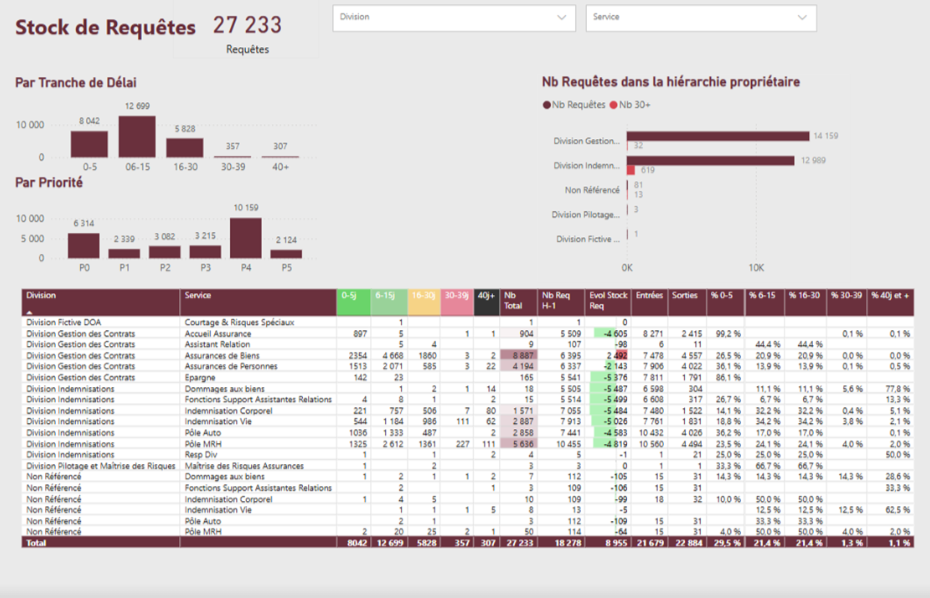 Stock de Requêtes
27 233
Requêtes
Division
Service
Par Tranche de Délai
12 699
8 042
5 828
357
307
10 000
0
0-5 06-15 16-30 30-39 40+
Par Priorité
10 159
6 314
2 339
3 082
3 215
2 124
10 000
5 000
0
P0 P1 P2 P3 P4 P5
Nb Requêtes dans la hiérarchie propriétaire
Nb Requêtes Nb 30+
Division Gestion... 14 159
32
Division Indemn... 12 989
619
Non Référencé 81
13
Division Pilotage... 3
Division Fictive ... 1
0K 10K
Division Service 0-5j 6-15j 16-30j 30-39j 40j+ Nb Total Nb Req H-1 Evol Stock Req Entrées Sorties % 0-5 % 6-15 % 16-30 % 30-39 % 40j et +
Division Fictive DOA Courtage & Risques Spéciaux 1 1 1 0
Division Gestion des Contrats Accueil Assurance 897 5 1 1 904 5 509 -4 605 8 271 2 415 99,2 % 0,1 % 0,1 %
Division Gestion des Contrats Assistant Relation 5 4 9 107 -98 6 11 44,4 % 44,4 %
Division Gestion des Contrats Assurances de Biens 2354 4 668 1860 3 2 8 887 6 395 2 492 7 478 4 557 26,5 % 20,9 % 20,9 % 0,0 % 0,0 %
Division Gestion des Contrats Assurances de Personnes 1513 2 071 585 3 22 4 194 6 337 -2 143 7 906 4 022 36,1 % 13,9 % 13,9 % 0,1 % 0,5 %
Division Gestion des Contrats Epargne 142 23 165 5 541 -5 376 7 811 1 791 86,1 %
Division Indemnisations Dommages aux biens 1 2 1 14 18 5 505 -5 487 5 894 304 11,1 % 11,1 % 5,6 % 77,8 %
Division Indemnisations Fonctions Support Assistantes Relations 4 8 1 2 15 5 514 -5 499 6 608 317 26,7 % 6,7 % 6,7 % 13,3 %
Division Indemnisations Indemnisation Corporel 221 757 506 7 80 1 571 7 055 -5 484 7 480 1 522 14,1 % 32,2 % 32,2 % 0,4 % 5,1 %
Division Indemnisations Indemnisation Vie 544 1 184 986 111 62 2 887 7 913 -5 026 7 761 1 831 18,8 % 34,2 % 34,2 % 3,8 % 2,1 %
Division Indemnisations Pôle Auto 1036 1 333 487 2 2 858 7 441 -4 583 10 432 4 026 36,2 % 17,0 % 17,0 % 0,1 %
Division Indemnisations Pôle MRH 1325 2 612 1361 227 111 5 636 10 455 -4 819 10 560 4 494 23,5 % 24,1 % 24,1 % 4,0 % 2,0 %
Division Indemnisations Resp Div 1 1 2 4 5 -1 1 21 25,0 % 25,0 % 25,0 % 50,0 %
Division Pilotage et Maîtrise des Risques Maîtrise des Risques Assurances 1 2 3 3 0 1 1 33,3 % 66,7 % 66,7 %
Non Référencé Dommages aux biens 1 2 1 1 2 7 112 -105 15 31 14,3 % 14,3 % 14,3 % 14,3 % 28,6 %
Non Référencé Fonctions Support Assistantes Relations 2 1 3 109 -106 15 31 33,3 %
Non Référencé Indemnisation Corporel 1 4 5 10 109 -99 18 32 10,0 % 50,0 % 50,0 %
Non Référencé Indemnisation Vie 1 1 1 5 8 13 -5 12,5 % 12,5 % 12,5 % 62,5 %
Non Référencé Pôle Auto 2 1 3 112 -109 15 31 33,3 % 33,3 %
Non Référencé Pôle MRH 2 20 25 2 1 50 114 -64 15 31 4,0 % 50,0 % 50,0 % 4,0 % 2,0 %
Total 8042 12 699 5828 357 307 27 233 18 278 8 955 21 679 22 884 29,5 % 21,4 % 21,4 % 1,3 % 1,1 %